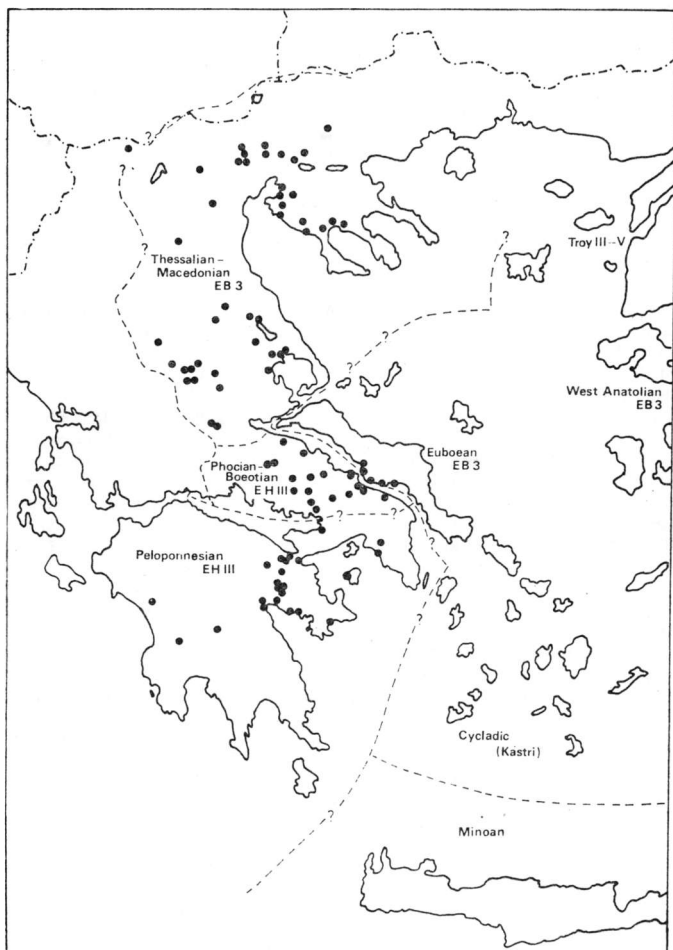 ?
?
?
?
Troy III–V
Thessalian–
Macedonian
EB 3
?
West Anatolian
EB 3
Euboean
EB 3
Phocian–
Boeotian
EH III
?
?
?
Peloponnesian
EH III
?
Cycladic
(Kastri)
?
Minoan